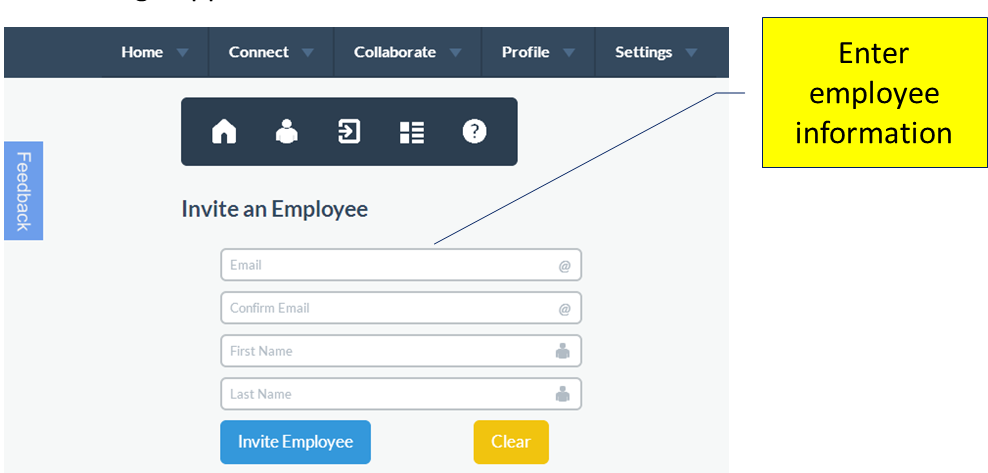 Home Connect Collaborate Profile Settings
Enter
employee
information
?
Feedback
Invite an Employee
Email @
Confirm Email @
First Name
Last Name
Invite Employee Clear